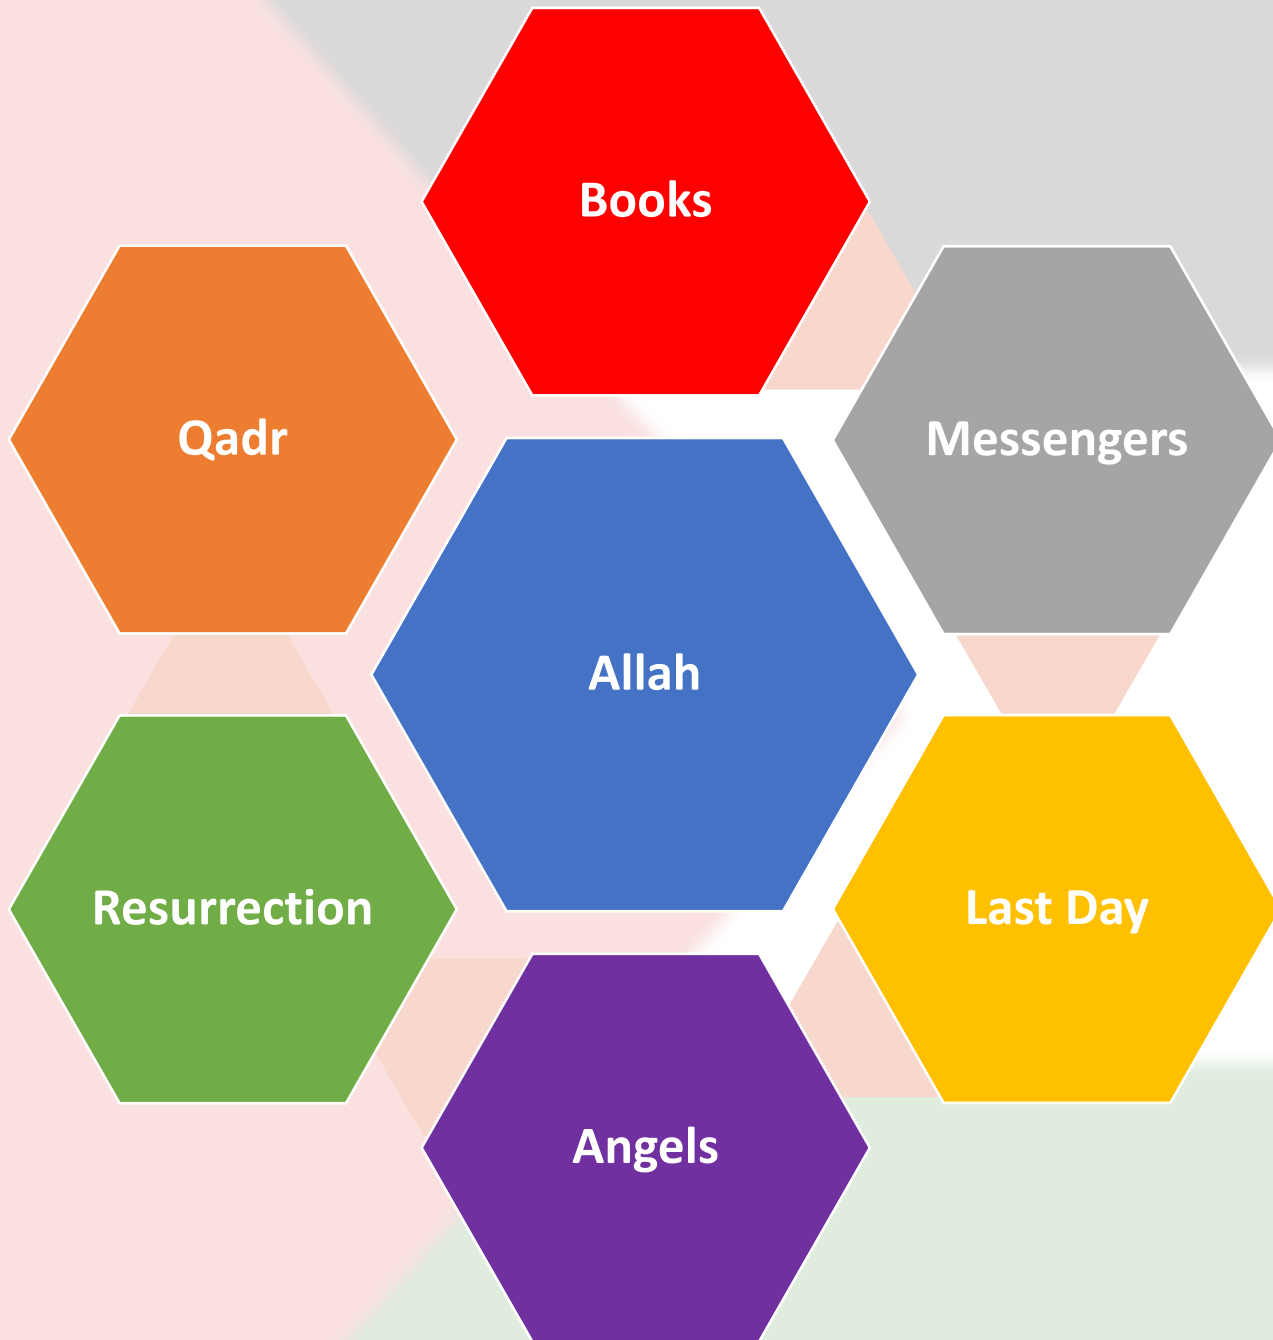 Books
Qadr
Messengers
Allah
Resurrection
Last Day
Angels